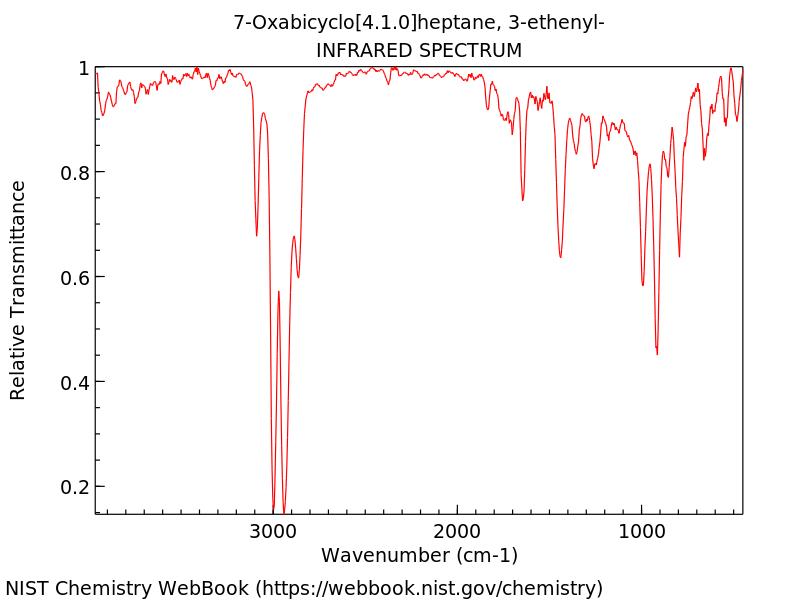 7-Oxabicyclo[4.1.0]heptane, 3-ethenyl-
INFRARED SPECTRUM
1
0.8
0.6
0.4
0.2
Relative Transmittance
3000 2000 1000
Wavenumber (cm-1)
NIST Chemistry WebBook (https://webbook.nist.gov/chemistry)